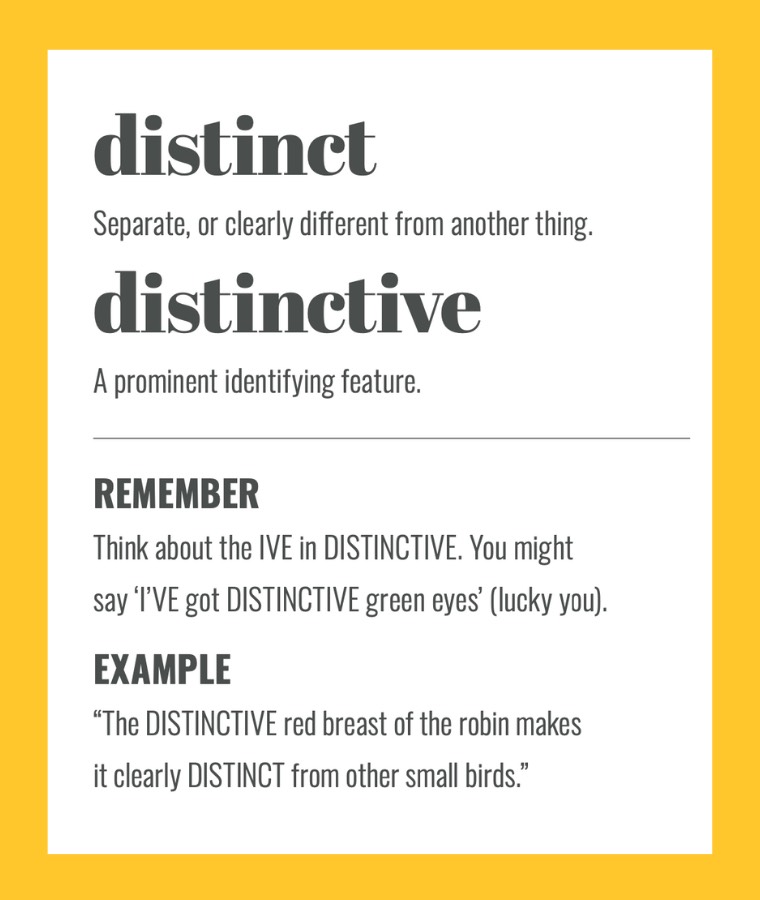 distinct
Separate, or clearly different from another thing.
distinctive
A prominent identifying feature.
REMEMBER
Think about the IVE in DISTINCTIVE. You might
say ‘I’VE got DISTINCTIVE green eyes’ (lucky you).
EXAMPLE
“The DISTINCTIVE red breast of the robin makes
it clearly DISTINCT from other small birds.”